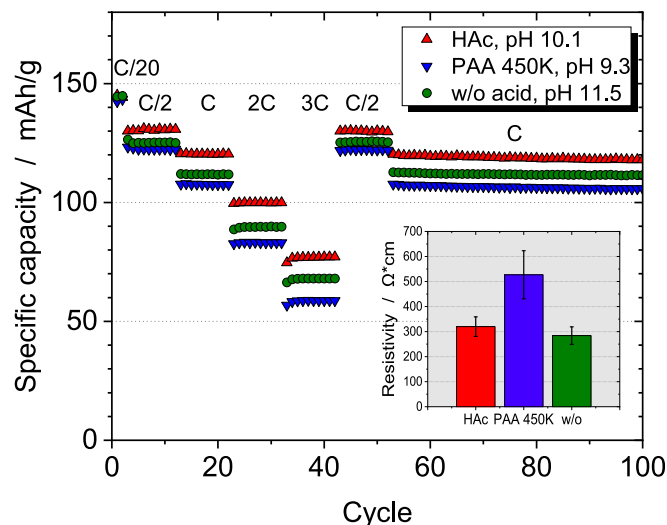 HAc, pH 10.1
PAA 450K, pH 9.3
w/o acid, pH 11.5
C/20
C/2 C 2C 3C C/2
C
Specific capacity / mAh/g
150
100
50
0
0 20 40 60 80 100
Cycle
Resistivity / Ω*cm
700
600
500
400
300
200
100
0
HAc PAA 450K w/o